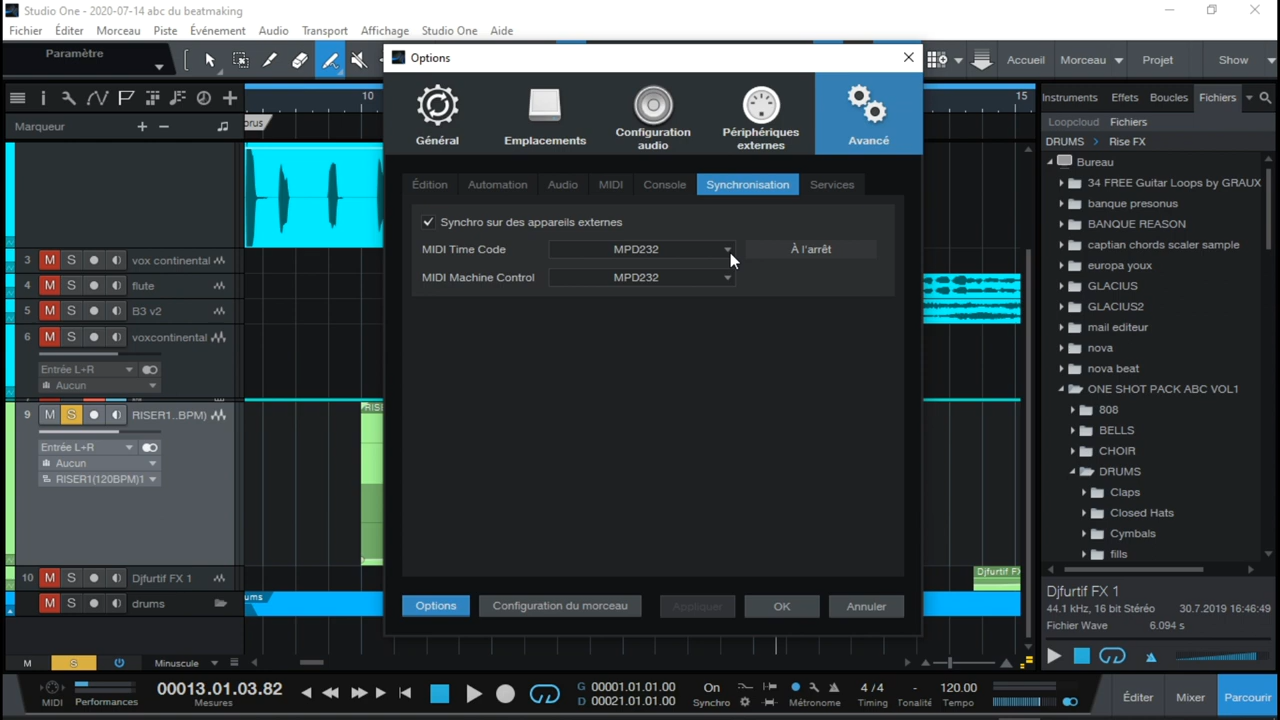 Studio One - 2020-07-14 abc du beatmaking
Fichier Éditer Morceau Piste Événement Audio Transport Affichage Studio One Aide
Paramètre
Accueil Morceau Projet Show
Options
Général Emplacements Configuration audio Périphériques externes Avancé
10
15
Marqueur
orus
Édition Automation Audio MIDI Console Synchronisation Services
Synchro sur des appareils externes
MIDI Time Code MPD232 À l'arrêt
MIDI Machine Control MPD232
Options Configuration du morceau Appliquer OK Annuler
3 M S vox continental
4 M S flute
5 M S B3 v2
6 M S voxcontinental
Entrée L+R
Aucun
9 M S RISER1..BPM)
Entrée L+R
Aucun
RISER1(120BPM)1
10 M S Djfurtif FX 1
M S drums
RISE
Djfurtif FX
ums
M S Minuscule
Instruments Effets Boucles Fichiers
Loopcloud Fichiers
DRUMS > Rise FX
Bureau
34 FREE Guitar Loops by GRAUX
banque presonus
BANQUE REASON
captian chords scaler sample
europa youx
GLACIUS
GLACIUS2
mail editeur
nova
nova beat
ONE SHOT PACK ABC VOL1
808
BELLS
CHOIR
DRUMS
Claps
Closed Hats
Cymbals
fills
Djfurtif FX 1
44.1 kHz, 16 bit Stéréo 30.7.2019 16:46:49
Fichier Wave 6.094 s
MIDI Performances
00013.01.03.82
Mesures
G 00001.01.01.00
D 00021.01.01.00
On
Synchro
Métronome
4 / 4
Timing
-
Tonalité
120.00
Tempo
Éditer Mixer Parcourir